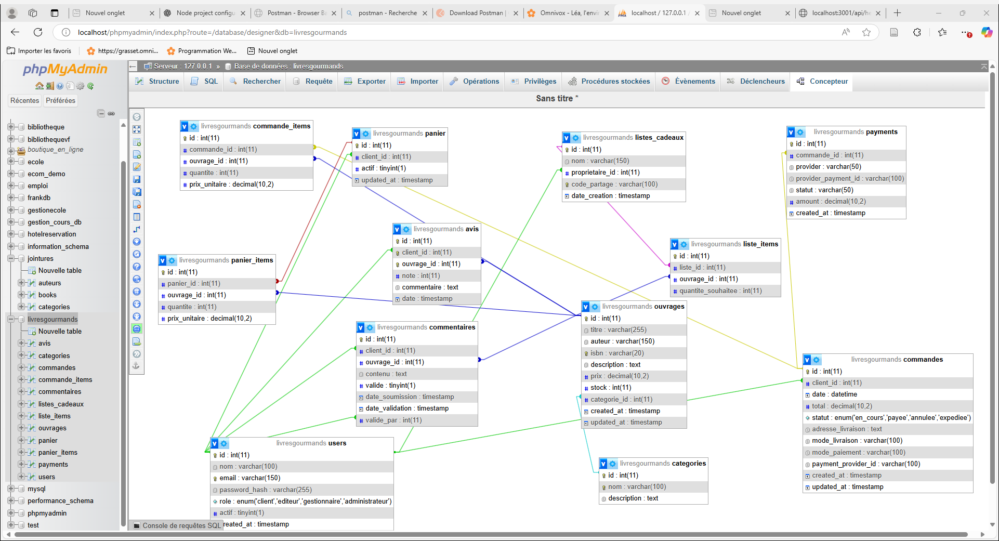 Nouvel onglet
Node project configu
Postman - Browser Ba
postman - Recherche
Download Postman |
Omnivox - Léa, l'envir
localhost / 127.0.0.1 /
Nouvel onglet
localhost:3001/api/he
localhost/phpmyadmin/index.php?route=/database/designer&db=livresgourmands
Importer les favoris
https://grasset.omni...
Programmation We...
Nouvel onglet
phpMyAdmin
Récentes
Préférées
bibliotheque
bibliothequevf
boutique_en_ligne
ecole
ecom_demo
emploi
frankdb
gestionecole
gestion_cours_db
hotelreservation
information_schema
jointures
Nouvelle table
auteurs
books
categories
livresgourmands
Nouvelle table
avis
categories
commandes
commande_items
commentaires
listes_cadeaux
liste_items
ouvrages
panier
panier_items
payments
users
mysql
performance_schema
phpmyadmin
test
Serveur : 127.0.0.1 » Base de données : livresgourmands
Structure
SQL
Rechercher
Requête
Exporter
Importer
Opérations
Privilèges
Procédures stockées
Évènements
Déclencheurs
Concepteur
Sans titre *
livresgourmands commande_items
id : int(11)
commande_id : int(11)
ouvrage_id : int(11)
quantite : int(11)
prix_unitaire : decimal(10,2)
livresgourmands panier
id : int(11)
client_id : int(11)
actif : tinyint(1)
updated_at : timestamp
livresgourmands listes_cadeaux
id : int(11)
nom : varchar(150)
proprietaire_id : int(11)
code_partage : varchar(100)
date_creation : timestamp
livresgourmands payments
id : int(11)
commande_id : int(11)
provider : varchar(50)
provider_payment_id : varchar(100)
statut : varchar(50)
amount : decimal(10,2)
created_at : timestamp
livresgourmands avis
id : int(11)
client_id : int(11)
ouvrage_id : int(11)
note : int(11)
commentaire : text
date : timestamp
livresgourmands liste_items
id : int(11)
liste_id : int(11)
ouvrage_id : int(11)
quantite_souhaitee : int(11)
livresgourmands panier_items
id : int(11)
panier_id : int(11)
ouvrage_id : int(11)
quantite : int(11)
prix_unitaire : decimal(10,2)
livresgourmands ouvrages
id : int(11)
titre : varchar(255)
auteur : varchar(150)
isbn : varchar(20)
description : text
prix : decimal(10,2)
stock : int(11)
categorie_id : int(11)
created_at : timestamp
updated_at : timestamp
livresgourmands commentaires
id : int(11)
client_id : int(11)
ouvrage_id : int(11)
contenu : text
valide : tinyint(1)
date_soumission : timestamp
date_validation : timestamp
valide_par : int(11)
livresgourmands commandes
id : int(11)
client_id : int(11)
date : datetime
total : decimal(10,2)
statut : enum('en_cours','payee','annulee','expediee')
adresse_livraison : text
mode_livraison : varchar(100)
mode_paiement : varchar(100)
payment_provider_id : varchar(100)
created_at : timestamp
updated_at : timestamp
livresgourmands users
id : int(11)
nom : varchar(100)
email : varchar(150)
password_hash : varchar(255)
role : enum('client','editeur','gestionnaire','administrateur')
actif : tinyint(1)
reated_at : timestamp
livresgourmands categories
id : int(11)
nom : varchar(100)
description : text
Console de requêtes SQL